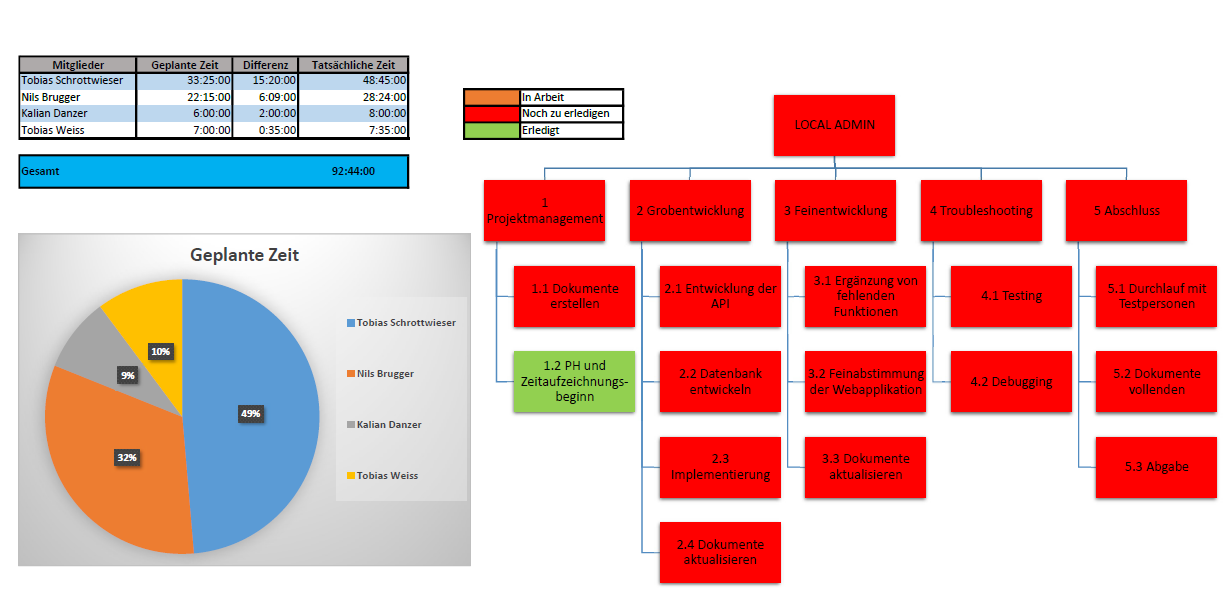 Mitglieder Geplante Zeit Differenz Tatsächliche Zeit
Tobias Schrottwieser 33:25:00 15:20:00 48:45:00
Nils Brugger 22:15:00 6:09:00 28:24:00
Kalian Danzer 6:00:00 2:00:00 8:00:00
Tobias Weiss 7:00:00 0:35:00 7:35:00
Gesamt 92:44:00
In Arbeit
Noch zu erledigen
Erledigt
Geplante Zeit
49%
32%
9%
10%
Tobias Schrottwieser
Nils Brugger
Kalian Danzer
Tobias Weiss
LOCAL ADMIN
1
Projektmanagement
1.1 Dokumente
erstellen
1.2 PH und
Zeitaufzeichnungs-
beginn
2 Grobentwicklung
2.1 Entwicklung der
API
2.2 Datenbank
entwickeln
2.3
Implementierung
2.4 Dokumente
aktualisieren
3 Feinentwicklung
3.1 Ergänzung von
fehlenden
Funktionen
3.2 Feinabstimmung
der Webapplikation
3.3 Dokumente
aktualisieren
4 Troubleshooting
4.1 Testing
4.2 Debugging
5 Abschluss
5.1 Durchlauf mit
Testpersonen
5.2 Dokumente
vollenden
5.3 Abgabe